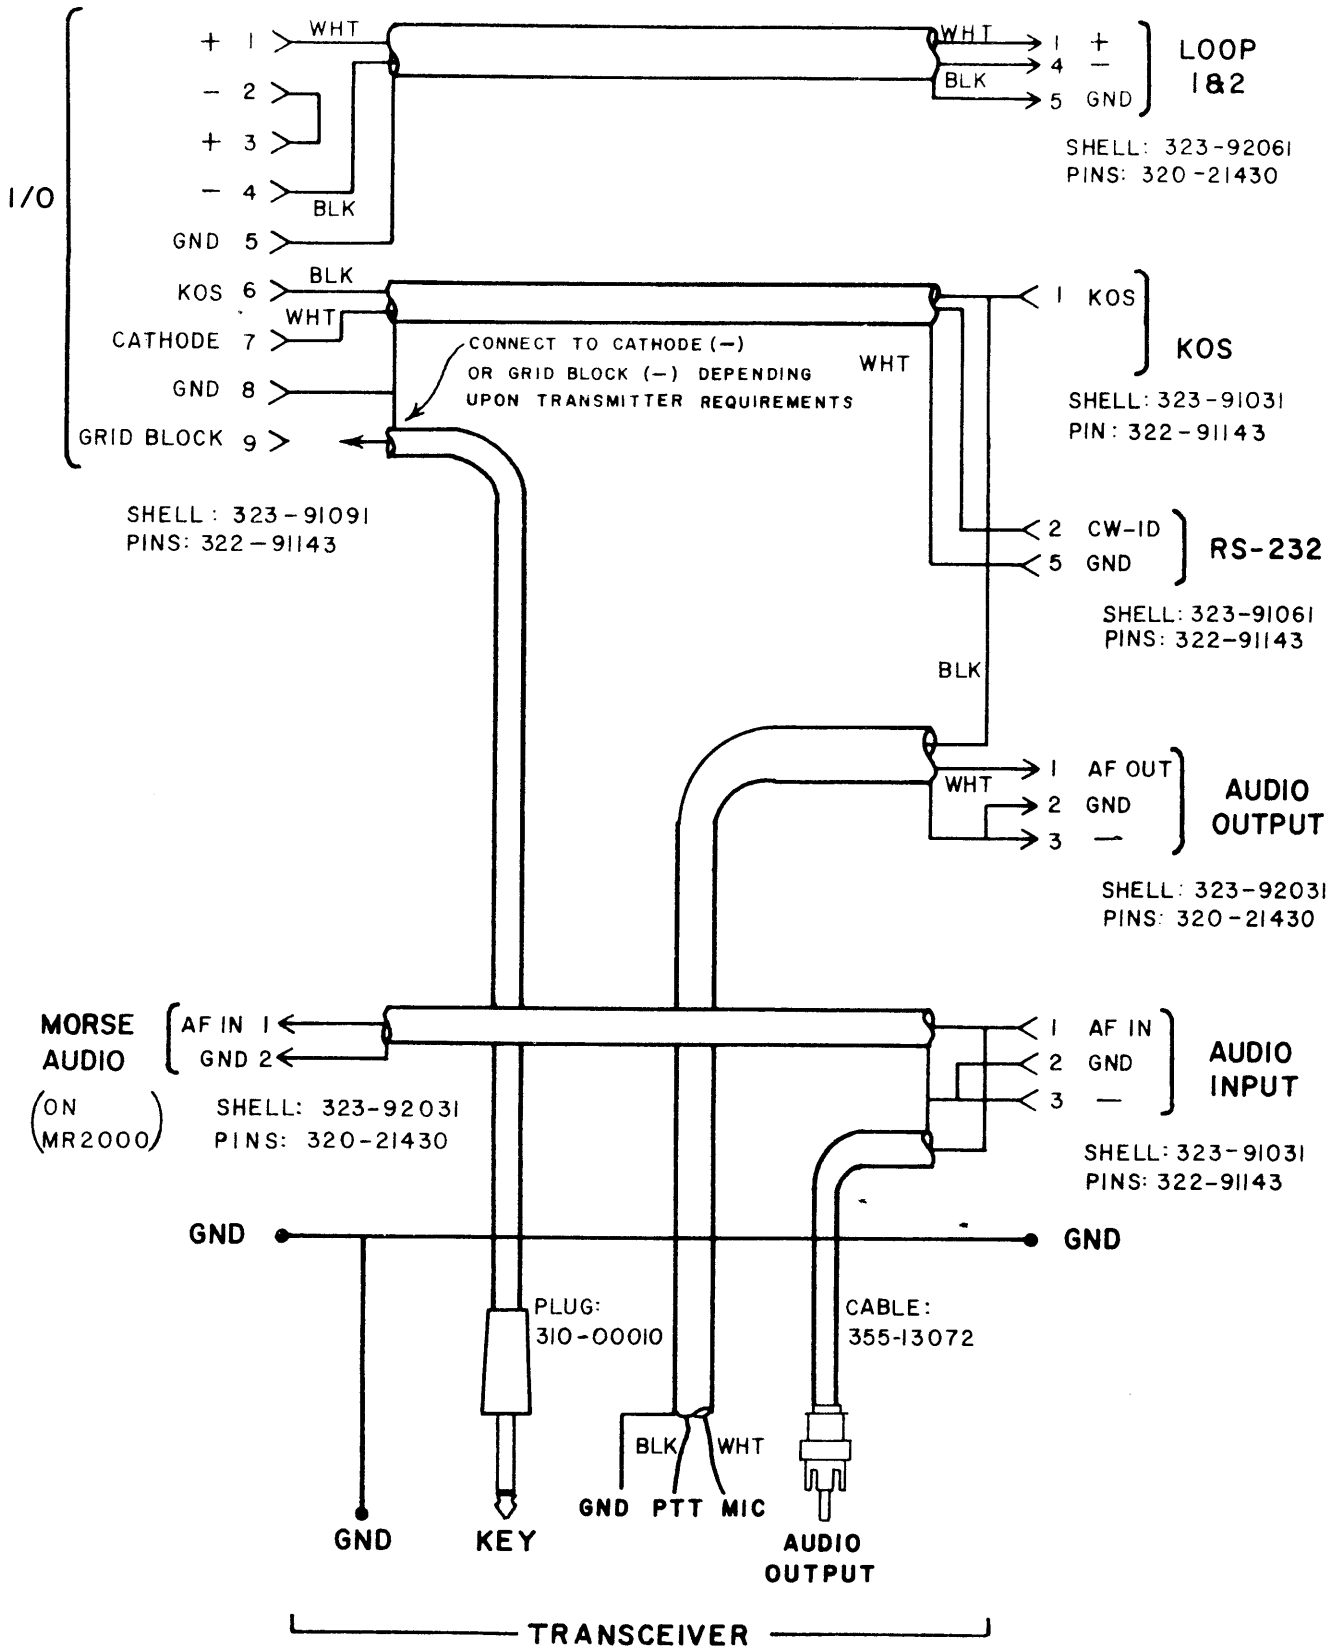 I/O
+ 1
WHT
- 2
+ 3
- 4
BLK
GND 5
KOS 6
BLK
CATHODE 7
WHT
GND 8
GRID BLOCK 9
SHELL: 323-91091
PINS: 322-91143
CONNECT TO CATHODE (-)
OR GRID BLOCK (-) DEPENDING
UPON TRANSMITTER REQUIREMENTS
WHT
1 +
4 -
BLK
5 GND
LOOP
1&2
SHELL: 323-92061
PINS: 320-21430
1 KOS
KOS
WHT
SHELL: 323-91031
PIN: 322-91143
2 CW-ID
5 GND
RS-232
SHELL: 323-91061
PINS: 322-91143
BLK
1 AF OUT
WHT
2 GND
3 —
AUDIO
OUTPUT
SHELL: 323-92031
PINS: 320-21430
MORSE
AUDIO
(ON
MR2000)
AF IN 1
GND 2
SHELL: 323-92031
PINS: 320-21430
1 AF IN
2 GND
3 —
AUDIO
INPUT
SHELL: 323-91031
PINS: 322-91143
GND
GND
PLUG:
310-00010
CABLE:
355-13072
BLK
WHT
GND PTT MIC
GND
KEY
AUDIO
OUTPUT
TRANSCEIVER